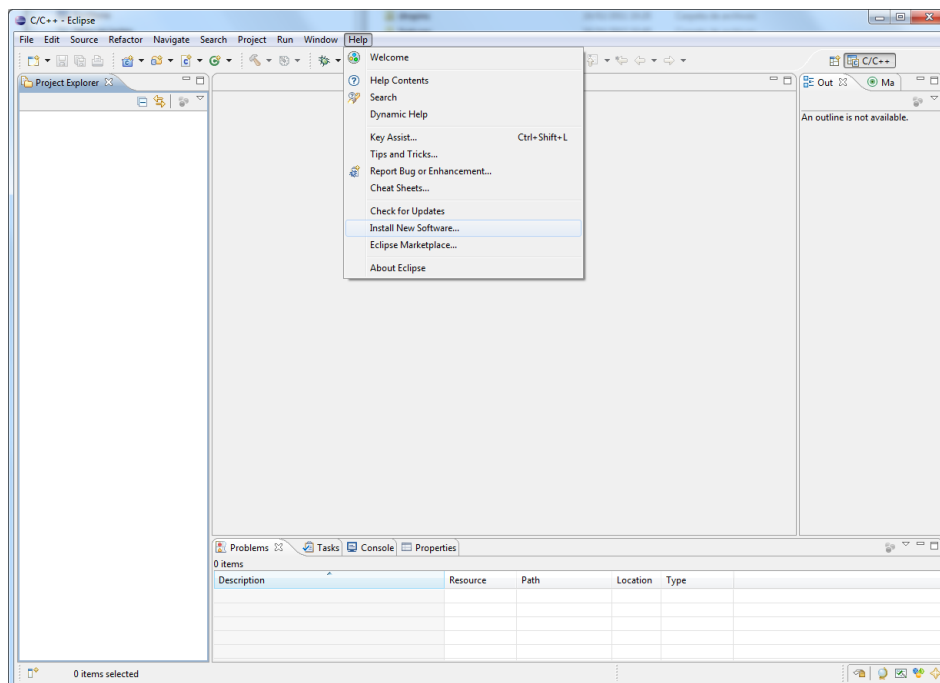 C/C++ - Eclipse
File Edit Source Refactor Navigate Search Project Run Window Help
C/C++
Project Explorer
Out
Ma
An outline is not available.
Welcome
Help Contents
Search
Dynamic Help
Key Assist... Ctrl+Shift+L
Tips and Tricks...
Report Bug or Enhancement...
Cheat Sheets...
Check for Updates
Install New Software...
Eclipse Marketplace...
About Eclipse
Problems Tasks Console Properties
0 items
Description Resource Path Location Type
0 items selected